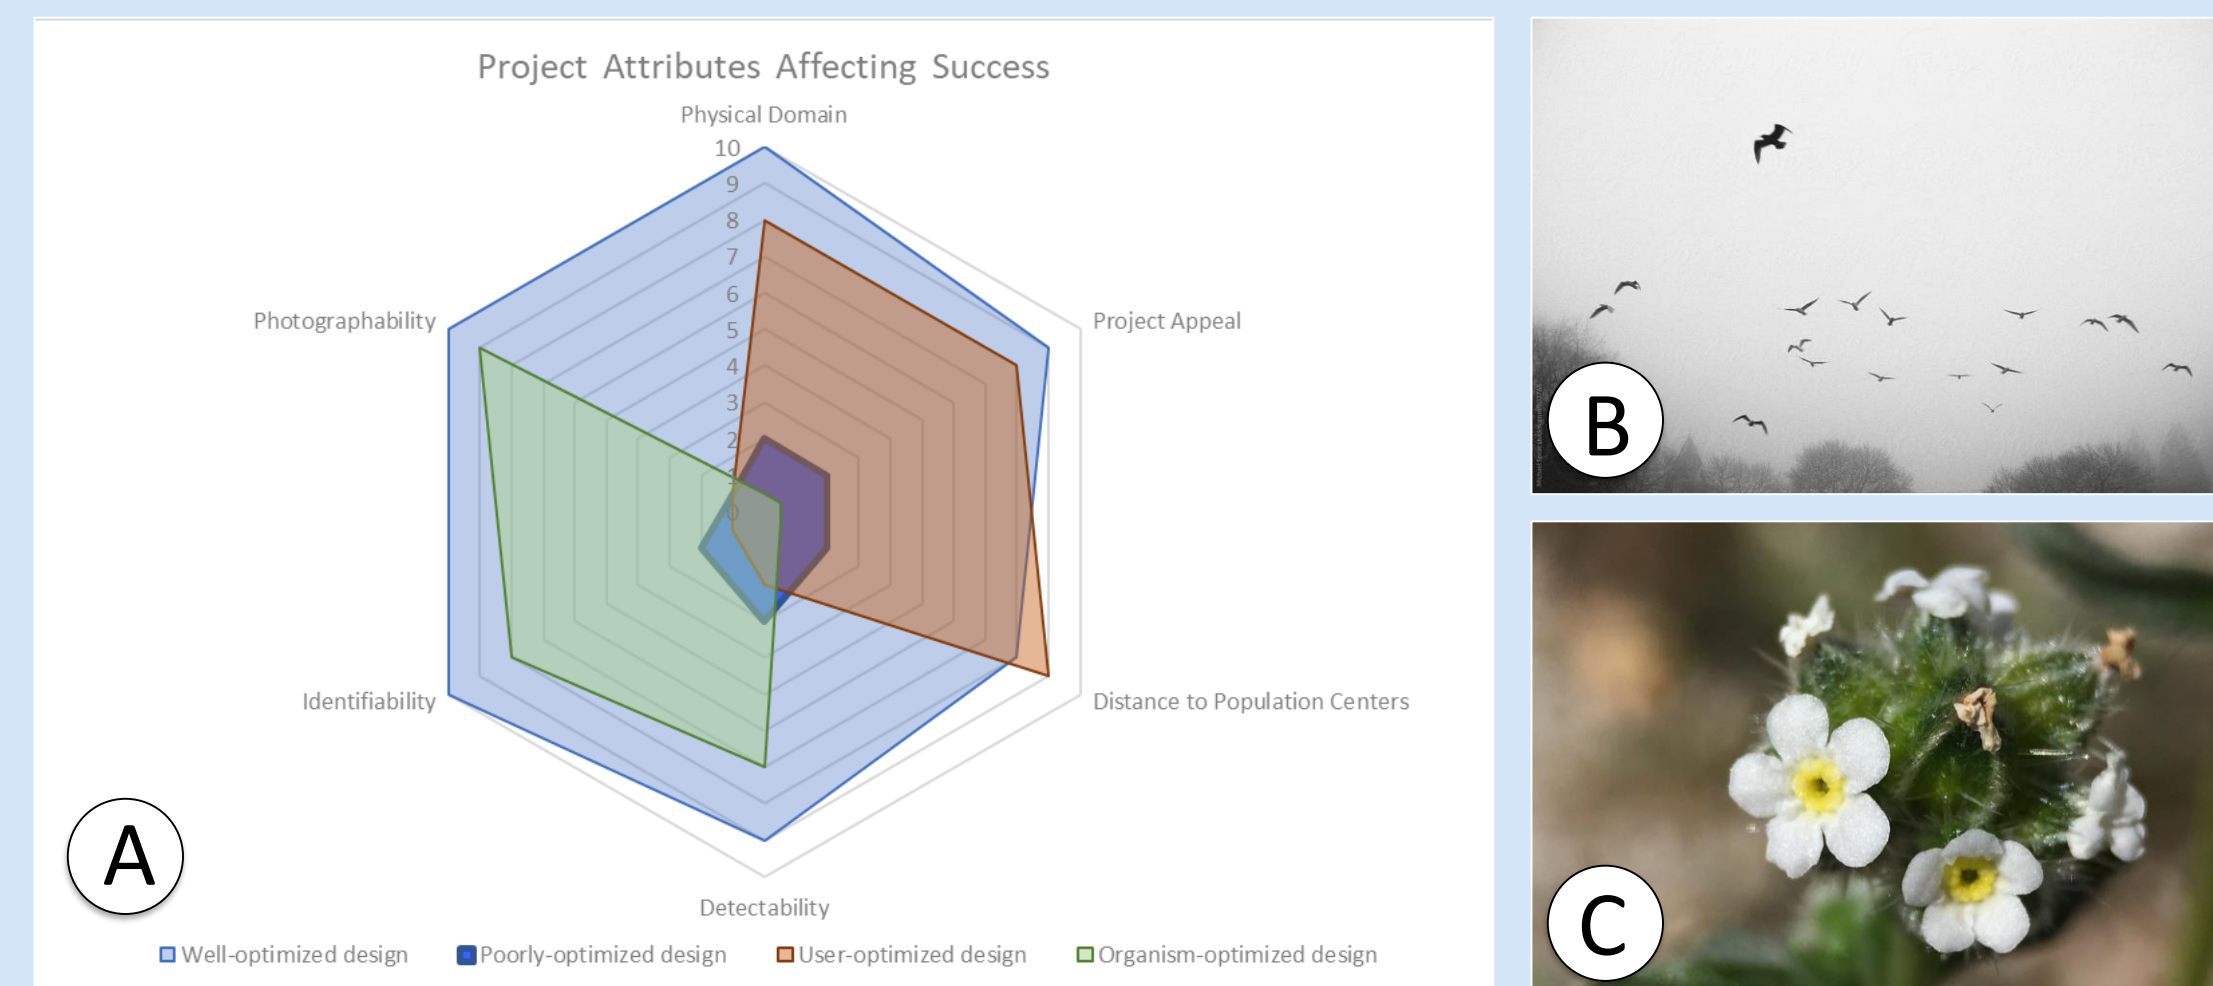 Project Attributes Affecting Success
Physical Domain
10
9
8
7
6
5
4
3
2
1
0
Photographability
Project Appeal
Identifiability
Distance to Population Centers
Detectability
Well-optimized design
Poorly-optimized design
User-optimized design
Organism-optimized design
A
B
C